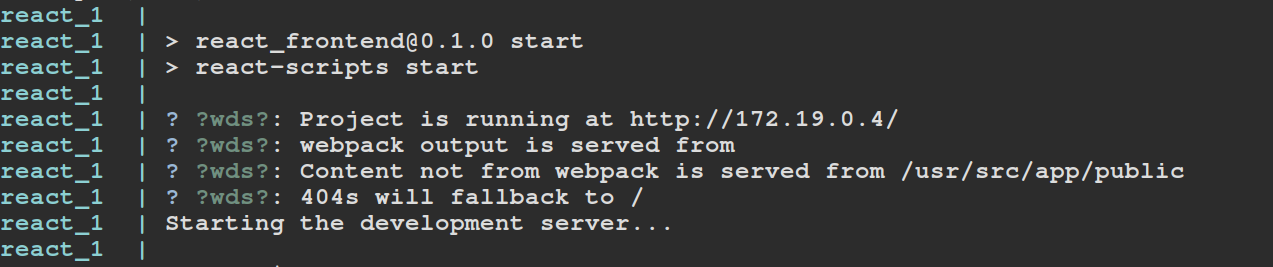 react_1 |
react_1 | > react_frontend@0.1.0 start
react_1 | > react-scripts start
react_1 |
react_1 | ? ?wds?: Project is running at http://172.19.0.4/
react_1 | ? ?wds?: webpack output is served from
react_1 | ? ?wds?: Content not from webpack is served from /usr/src/app/public
react_1 | ? ?wds?: 404s will fallback to /
react_1 | Starting the development server...
react_1 |